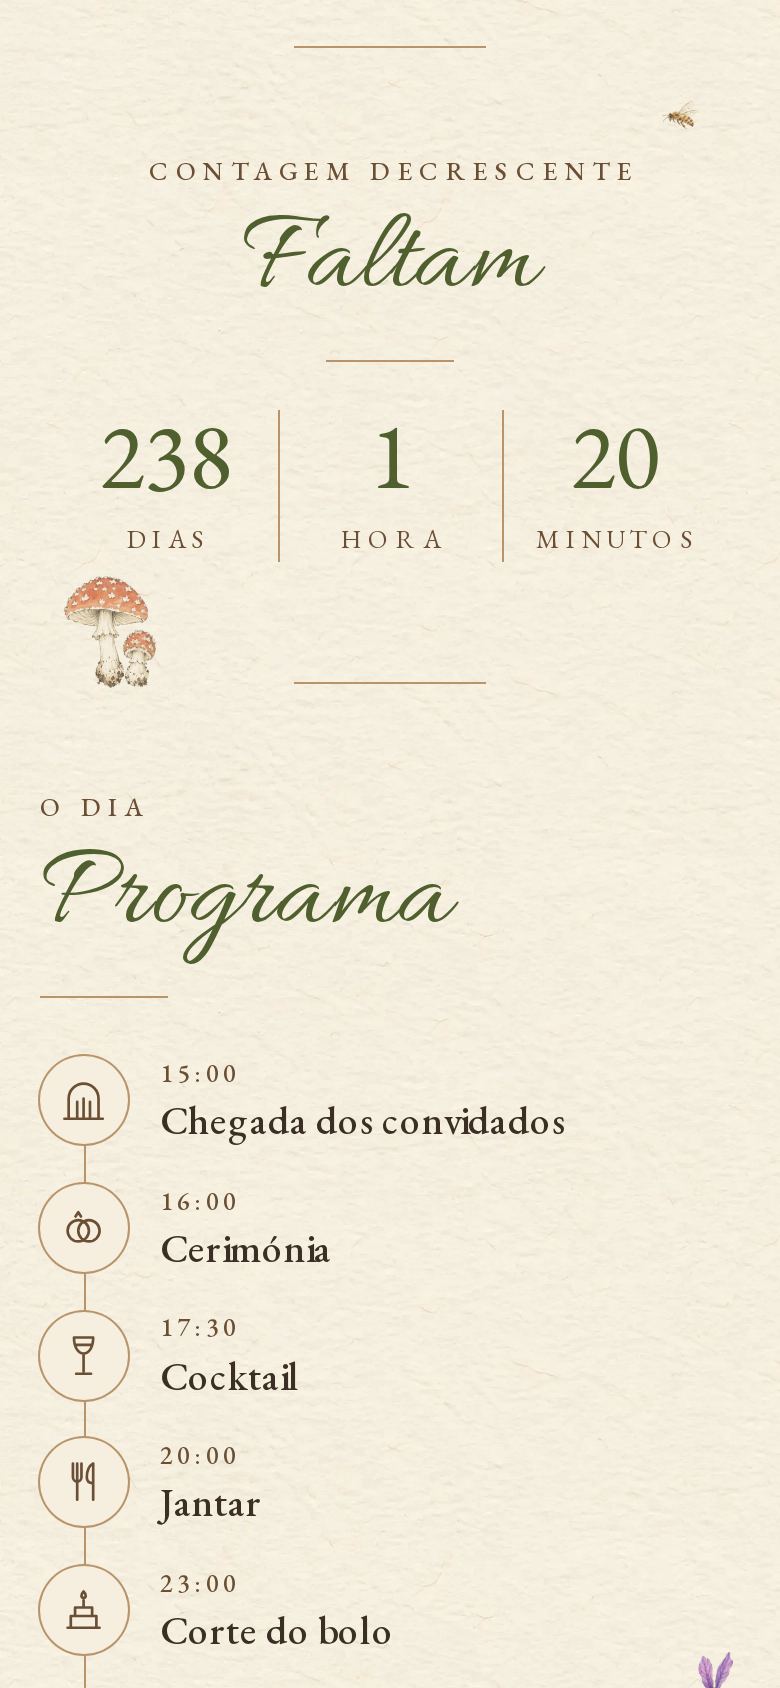 CONTAGEM DECRESCENTE
Faltam
238 1 20
DIAS HORA MINUTOS
O DIA
Programa
15:00
Chegada dos convidados
16:00
Cerimónia
17:30
Cocktail
20:00
Jantar
23:00
Corte do bolo